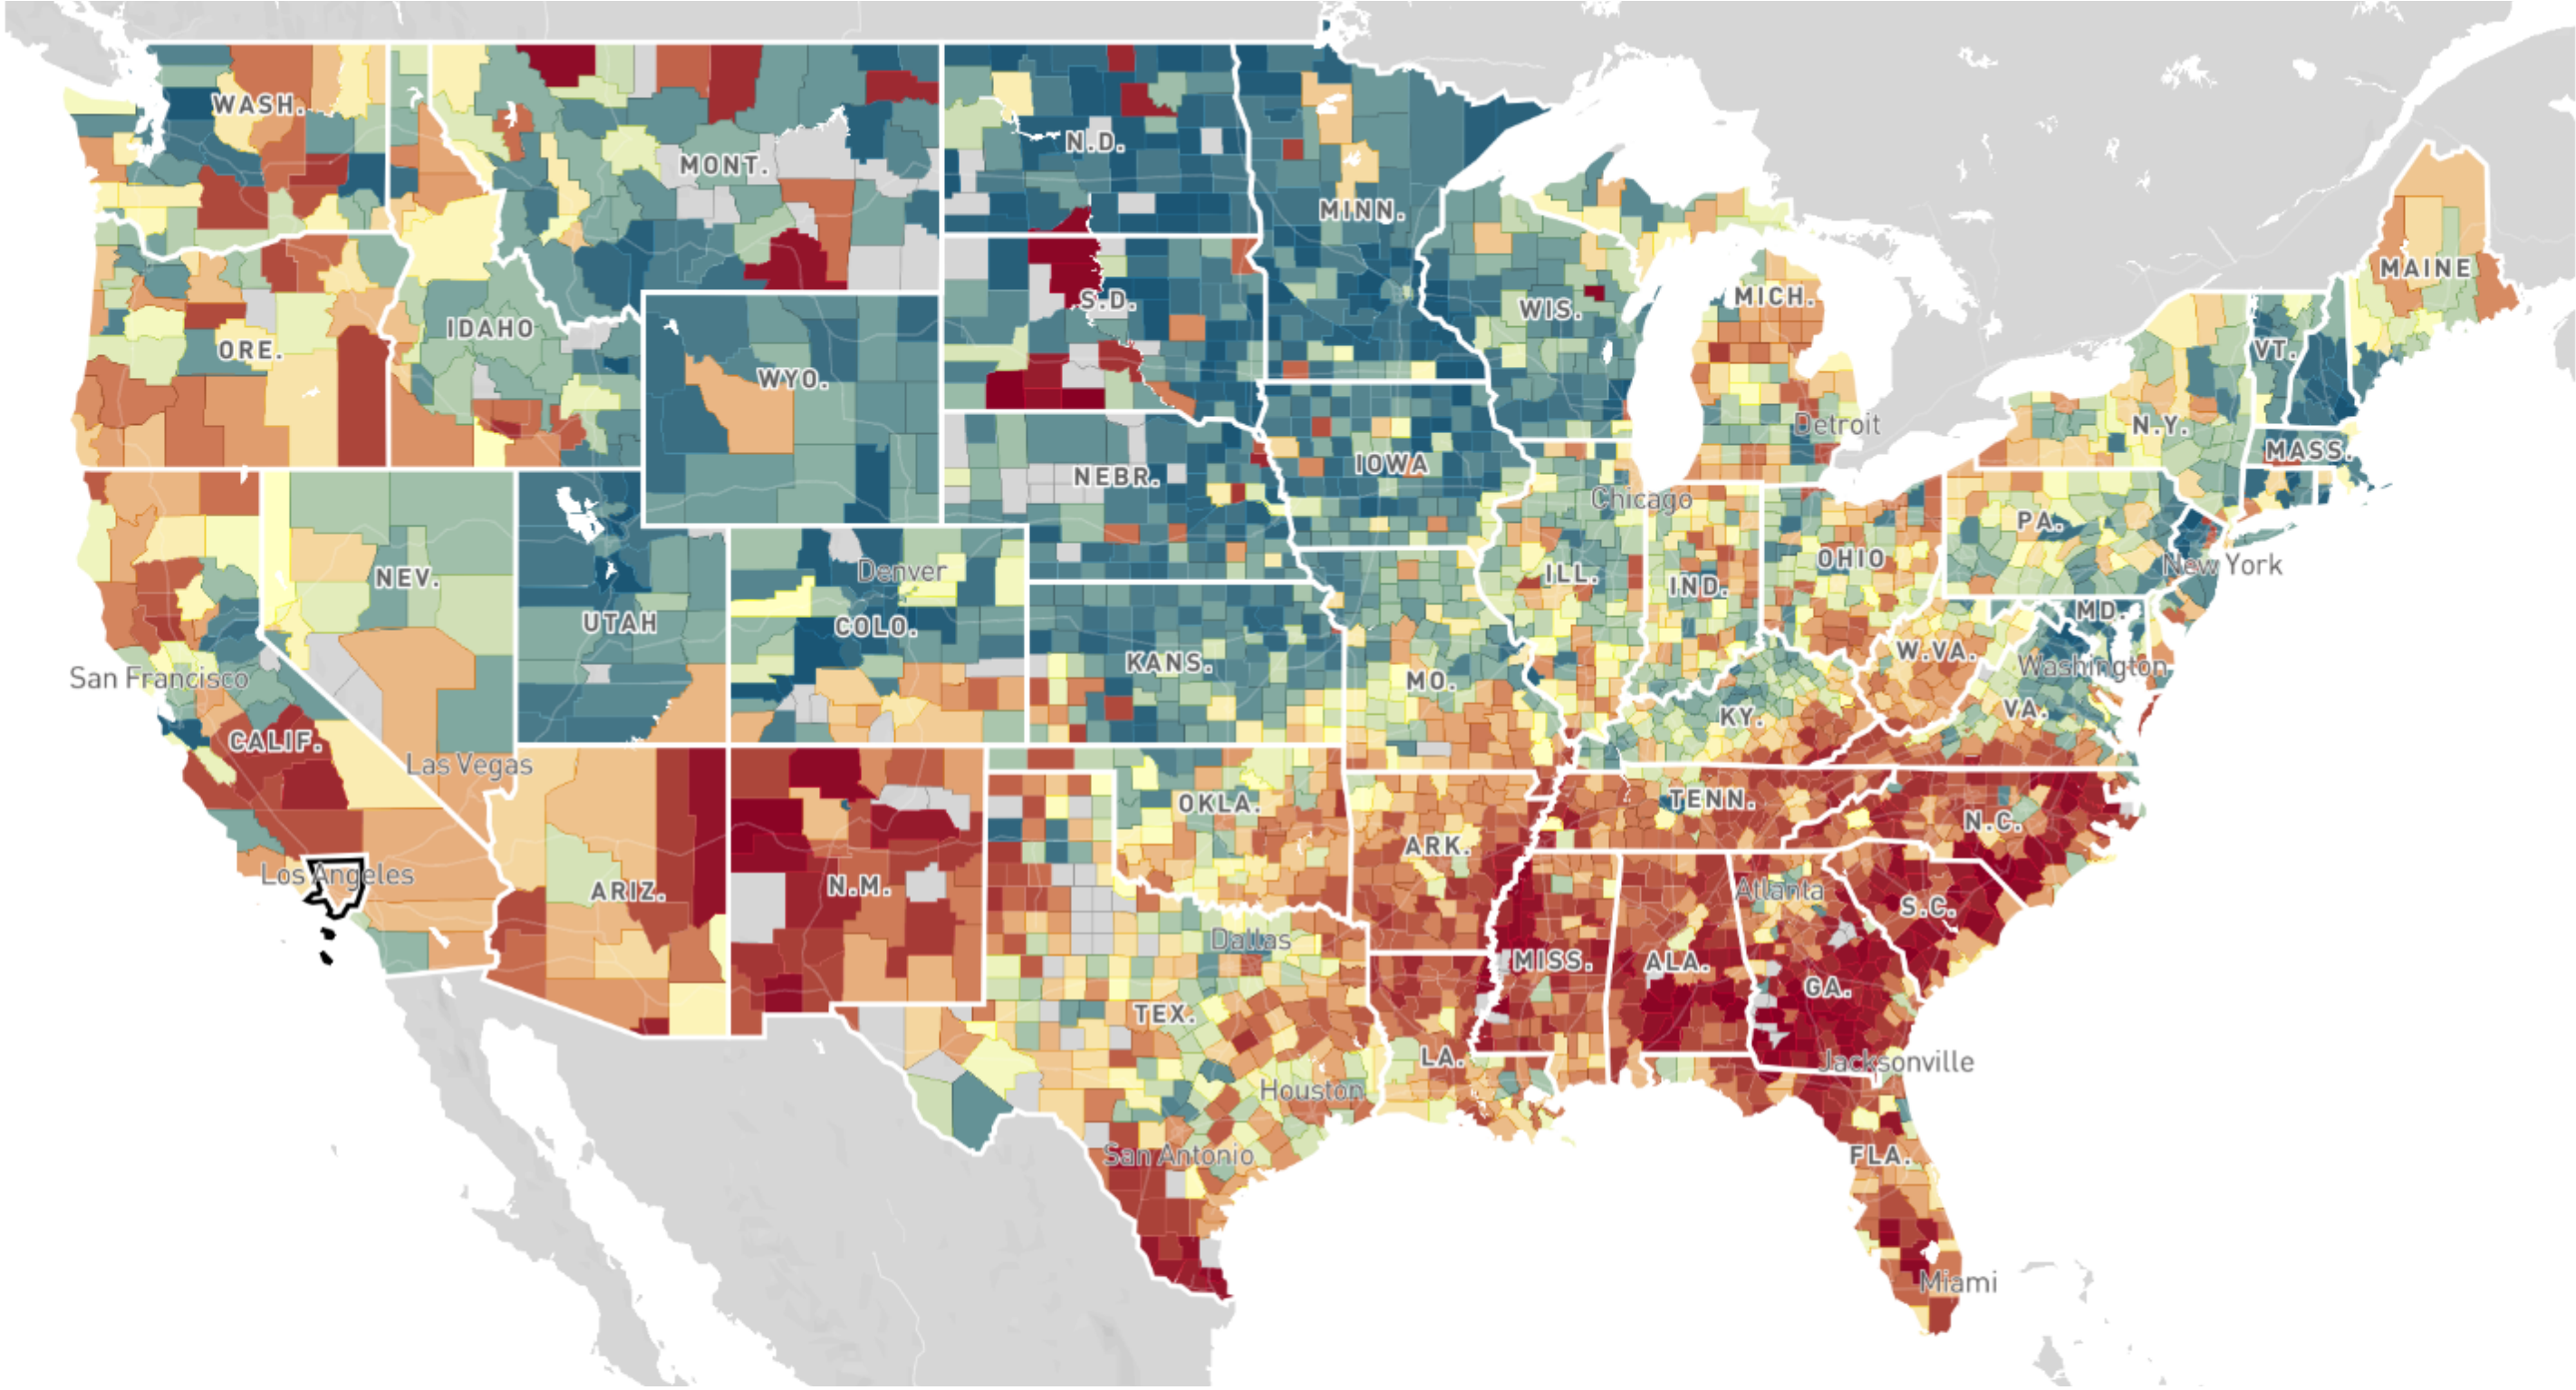 WASH.
MONT.
N.D.
MINN.
MAINE
S.D.
WIS.
MICH.
IDAHO
ORE.
VT.
WYO.
Detroit
N.Y.
MASS.
IOWA
NEBR.
Chicago
PA.
OHIO
New York
Denver
NEV.
ILL.
IND.
MD.
UTAH
COLO.
W.VA.
Washington
KANS.
San Francisco
MO.
VA.
KY.
CALIF.
Las Vegas
OKLA.
TENN.
N.C.
ARK.
Los Angeles
ARIZ.
N.M.
Atlanta
S.C.
Dallas
MISS.
ALA.
GA.
TEX.
LA.
Jacksonville
Houston
San Antonio
FLA.
Miami